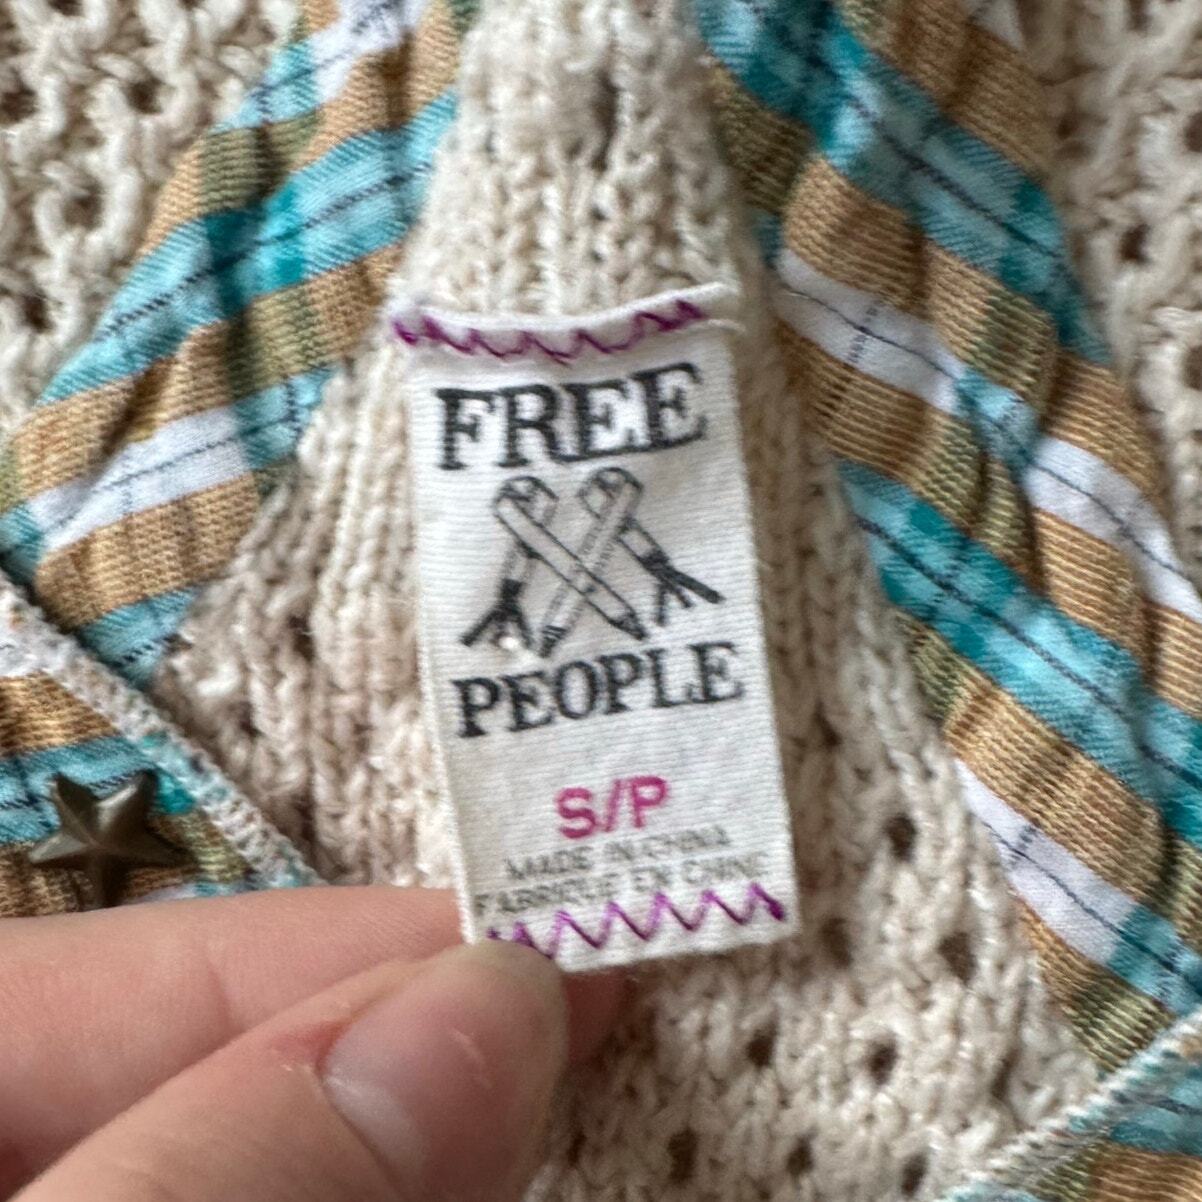 FREE
PEOPLE
S/P
MADE IN CHINA
FABRIQUE EN CHINE